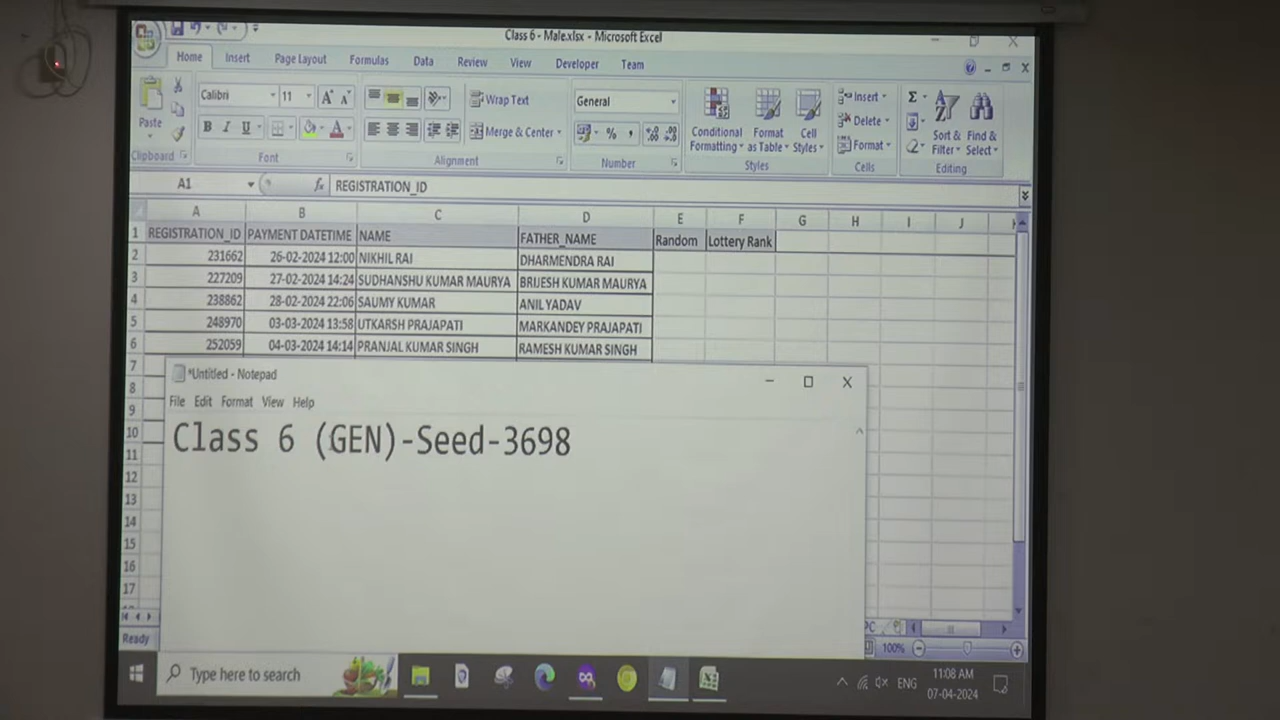 Class 6 - Male.xlsx - Microsoft Excel
Home Insert Page Layout Formulas Data Review View Developer Team
Calibri 11 Wrap Text General Insert
Paste B I U Merge & Center % , Conditional Formatting Format as Table Cell Styles Delete Format Sort & Filter Find & Select
Clipboard Font Alignment Number Styles Cells Editing
A1 fx REGISTRATION_ID
A B C D E F G H I J
1 REGISTRATION_ID PAYMENT DATETIME NAME FATHER_NAME Random Lottery Rank
2 231662 26-02-2024 12:00 NIKHIL RAI DHARMENDRA RAI
3 227209 27-02-2024 14:24 SUDHANSHU KUMAR MAURYA BRIJESH KUMAR MAURYA
4 238862 28-02-2024 22:06 SAUMY KUMAR ANIL YADAV
5 248970 03-03-2024 13:58 UTKARSH PRAJAPATI MARKANDEY PRAJAPATI
6 252059 04-03-2024 14:14 PRANJAL KUMAR SINGH RAMESH KUMAR SINGH
7
*Untitled - Notepad
8
File Edit Format View Help
9
10
Class 6 (GEN)-Seed-3698
11
12
13
14
15
16
17
Ready 100%
Type here to search
ENG
11:08 AM
07-04-2024